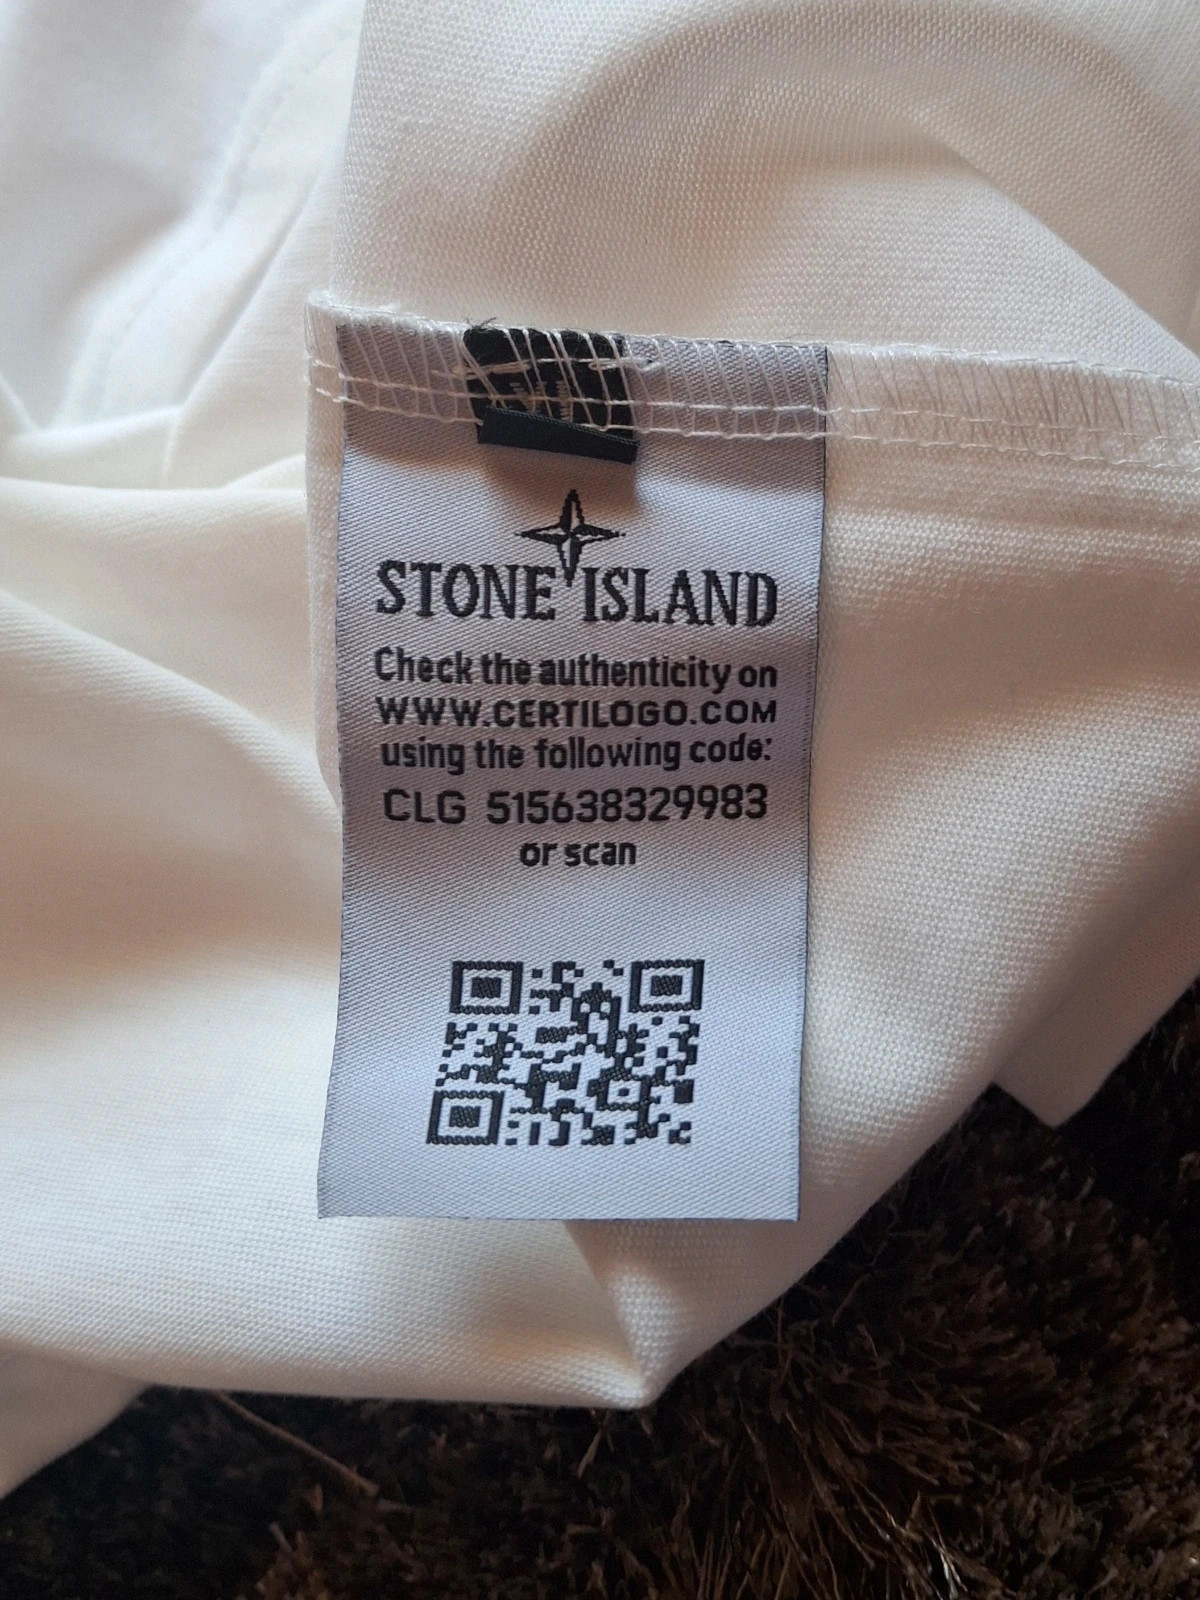 STONE ISLAND
Check the authenticity on
WWW.CERTILOGO.COM
using the following code:
CLG 515638329983
or scan